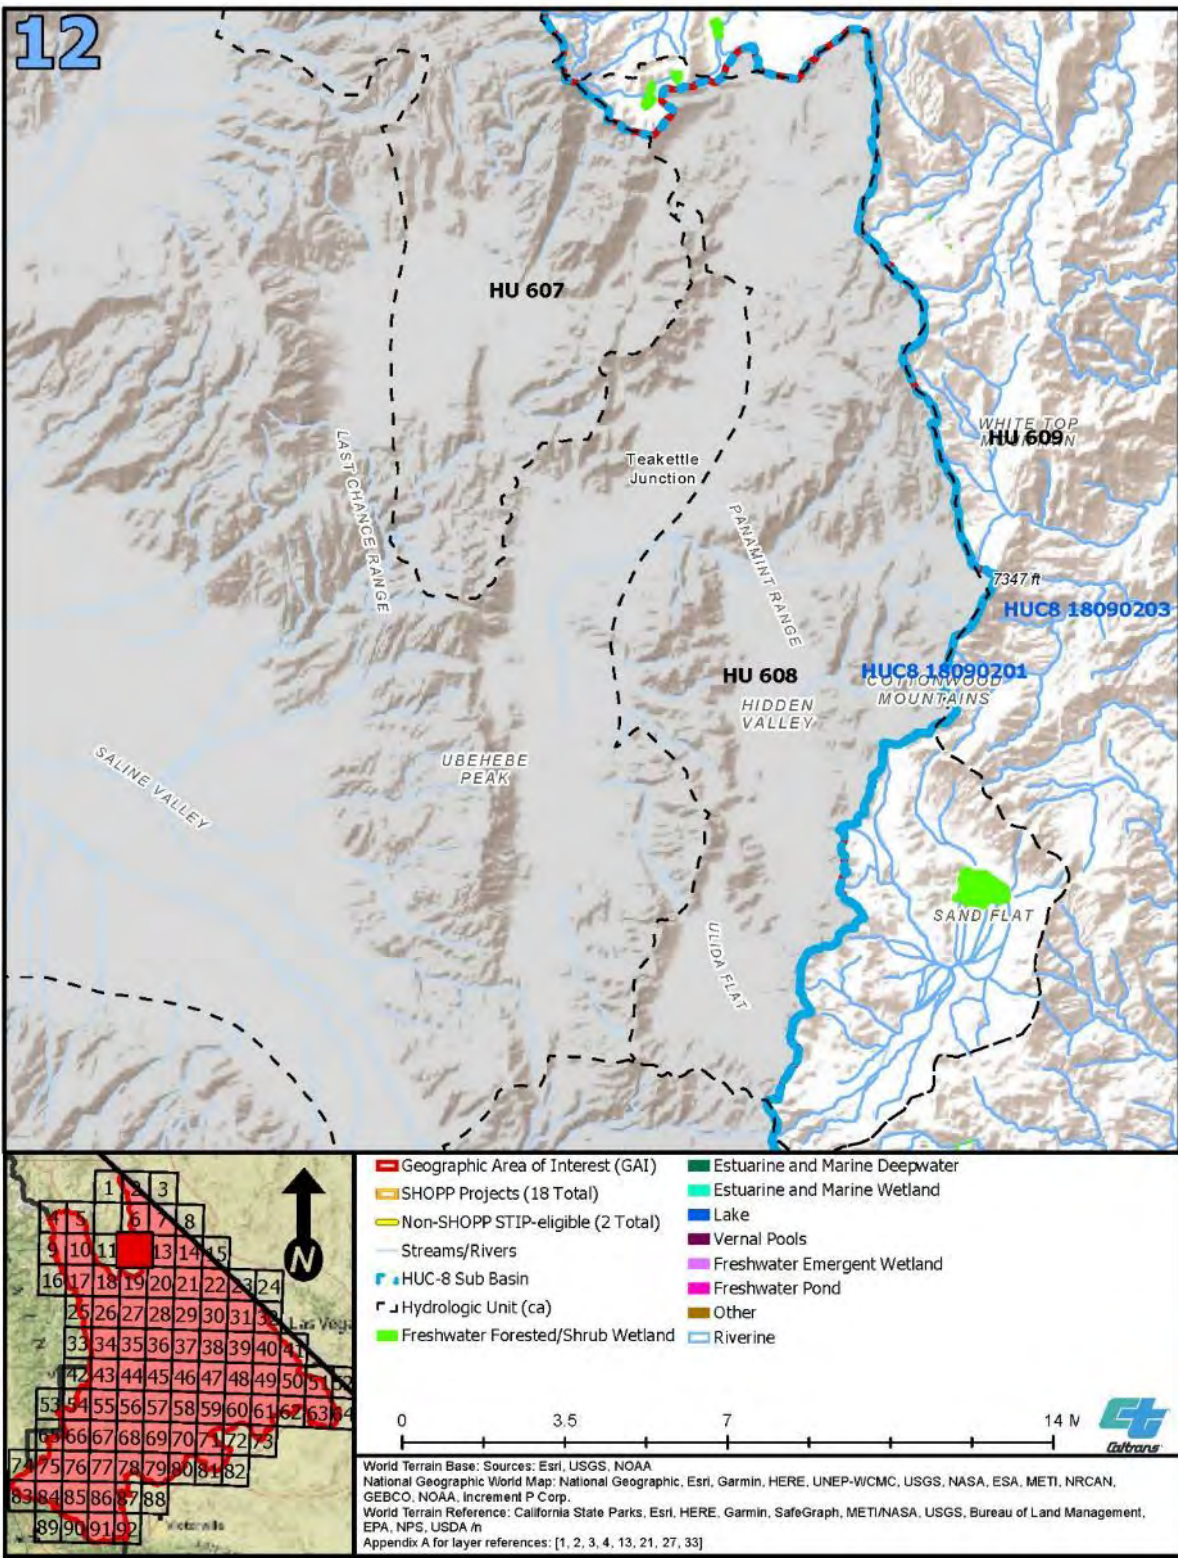 12
HU 607
WHITE TOP
MOUNTAIN
HU 609
LAST CHANCE RANGE
Teakettle
Junction
PANAMINT RANGE
7347 ft
HUC8 18090203
HU 608
HUC8 18090201
COTTONWOOD
MOUNTAINS
HIDDEN
VALLEY
UBEHEBE
PEAK
SALINE VALLEY
SAND FLAT
ULIDA FLAT
1 2 3
4 5 6 7 8
9 10 11 13 14 15
16 17 18 19 20 21 22 23 24
25 26 27 28 29 30 31 32
Las Vega
33 34 35 36 37 38 39 40 41
42 43 44 45 46 47 48 49 50 51 52
53 54 55 56 57 58 59 60 61 62 63 64
65 66 67 68 69 70 71 72 73
74 75 76 77 78 79 80 81 82
83 84 85 86 87 88
89 90 91 92
Victorville
N
Geographic Area of Interest (GAI)
SHOPP Projects (18 Total)
Non-SHOPP STIP-eligible (2 Total)
Streams/Rivers
HUC-8 Sub Basin
Hydrologic Unit (ca)
Freshwater Forested/Shrub Wetland
Estuarine and Marine Deepwater
Estuarine and Marine Wetland
Lake
Vernal Pools
Freshwater Emergent Wetland
Freshwater Pond
Other
Riverine
0 3.5 7 14 M
Ct
Caltrans
World Terrain Base: Sources: Esri, USGS, NOAA
National Geographic World Map: National Geographic, Esri, Garmin, HERE, UNEP-WCMC, USGS, NASA, ESA, METI, NRCAN,
GEBCO, NOAA, Increment P Corp.
World Terrain Reference: California State Parks, Esri, HERE, Garmin, SafeGraph, METI/NASA, USGS, Bureau of Land Management,
EPA, NPS, USDA /n
Appendix A for layer references: [1, 2, 3, 4, 13, 21, 27, 33]